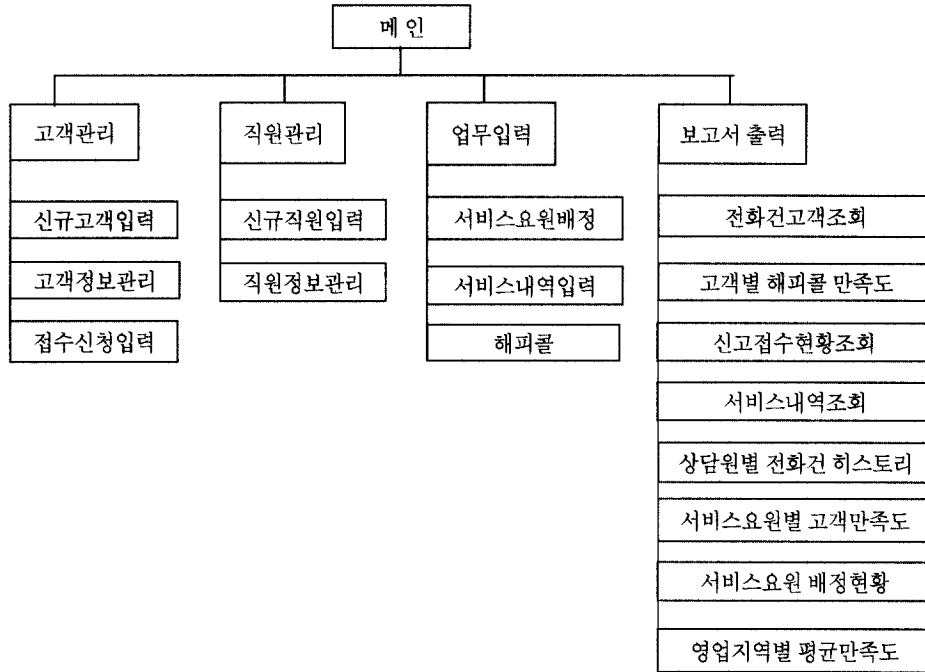 메 인
고객관리
신규고객입력
고객정보관리
접수신청입력
직원관리
신규직원입력
직원정보관리
업무입력
서비스요원배정
서비스내역입력
해피콜
보고서 출력
전화건고객조회
고객별 해피콜 만족도
신고접수현황조회
서비스내역조회
상담원별 전화건 히스토리
서비스요원별 고객만족도
서비스요원 배정현황
영업지역별 평균만족도